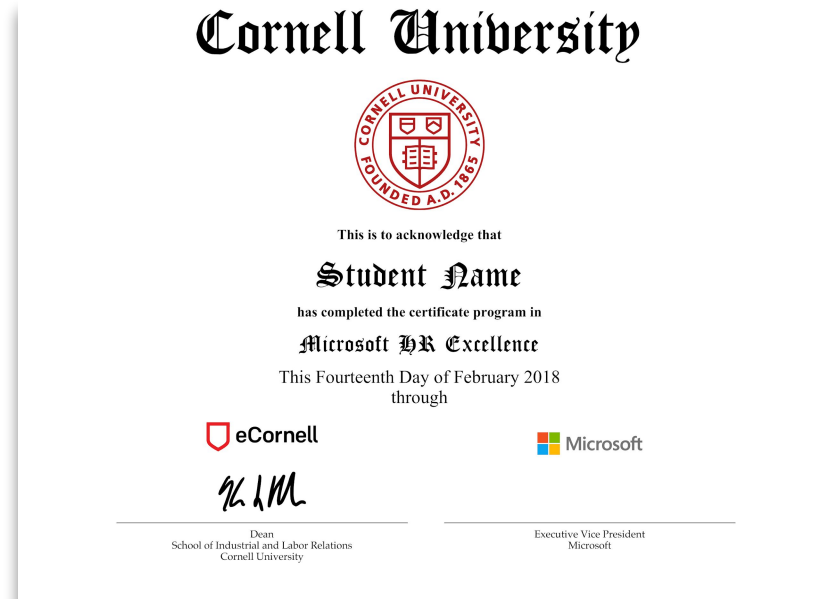 Cornell University
CORNELL UNIVERSITY
FOUNDED A.D. 1865
This is to acknowledge that
Student Name
has completed the certificate program in
Microsoft HR Excellence
This Fourteenth Day of February 2018
through
eCornell
Microsoft
Dean
School of Industrial and Labor Relations
Cornell University
Executive Vice President
Microsoft